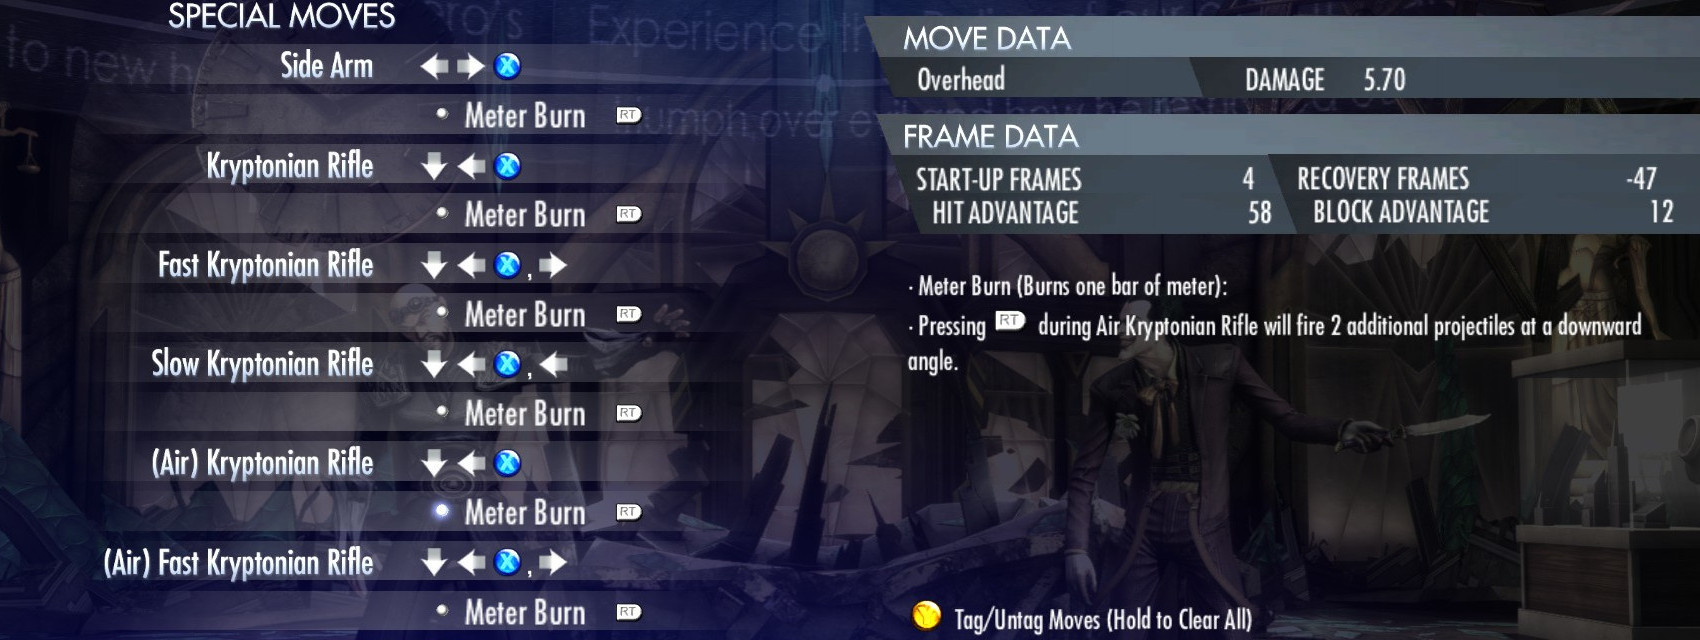 SPECIAL MOVES
Side Arm X
Meter Burn RT
Kryptonian Rifle X
Meter Burn RT
Fast Kryptonian Rifle X ,
Meter Burn RT
Slow Kryptonian Rifle X ,
Meter Burn RT
(Air) Kryptonian Rifle X
Meter Burn RT
(Air) Fast Kryptonian Rifle X ,
Meter Burn RT
to new
Experience
MOVE DATA
Overhead DAMAGE 5.70
FRAME DATA
START-UP FRAMES 4 RECOVERY FRAMES -47
HIT ADVANTAGE 58 BLOCK ADVANTAGE 12
· Meter Burn (Burns one bar of meter):
· Pressing RT during Air Kryptonian Rifle will fire 2 additional projectiles at a downward
angle.
Y Tag/Untag Moves (Hold to Clear All)